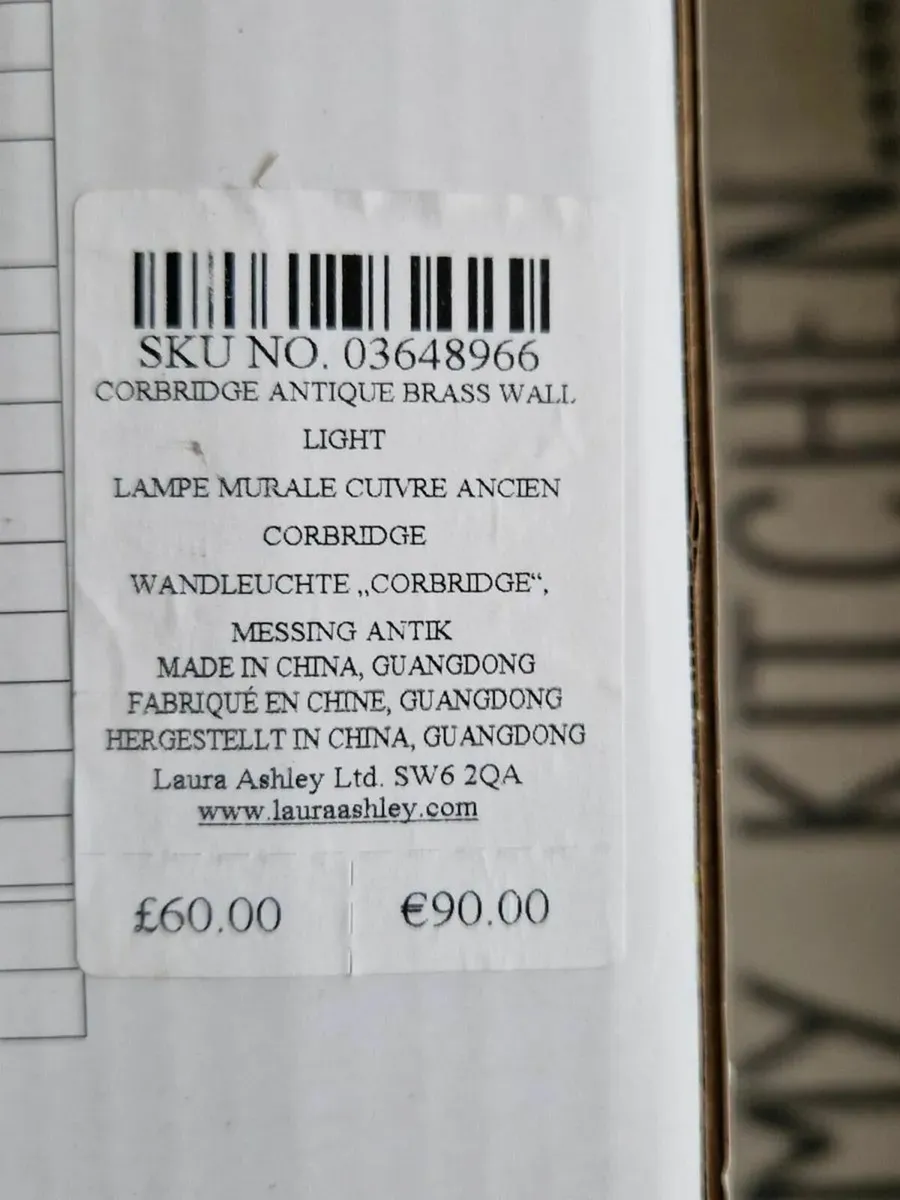 SKU NO. 03648966
CORBRIDGE ANTIQUE BRASS WALL
LIGHT
LAMPE MURALE CUIVRE ANCIEN
CORBRIDGE
WANDLEUCHTE „CORBRIDGE“,
MESSING ANTIK
MADE IN CHINA, GUANGDONG
FABRIQUÉ EN CHINE, GUANGDONG
HERGESTELLT IN CHINA, GUANGDONG
Laura Ashley Ltd. SW6 2QA
www.lauraashley.com
£60.00 €90.00
MY KITCHEN